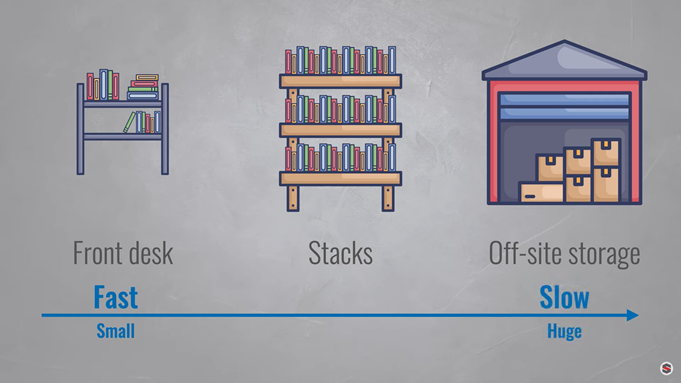 Front desk
Stacks
Off-site storage
Fast
Slow
Small
Huge